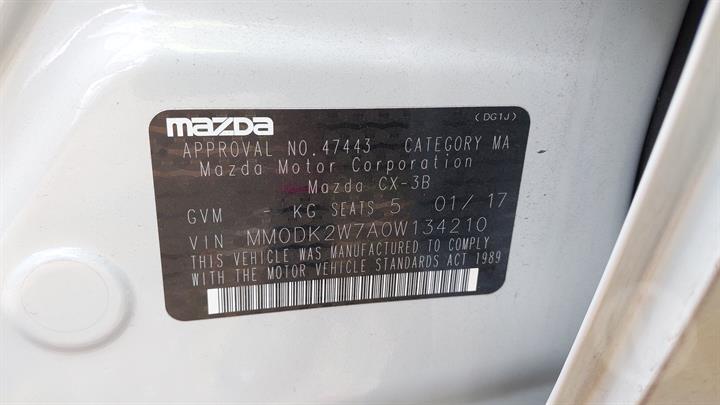 (DG1J)
mazda
APPROVAL NO.47443 CATEGORY MA
Mazda Motor Corporation
Mazda CX-3B
GVM - KG SEATS 5 01/17
VIN MM0DK2W7A0W134210
THIS VEHICLE WAS MANUFACTURED TO COMPLY
WITH THE MOTOR VEHICLE STANDARDS ACT 1989